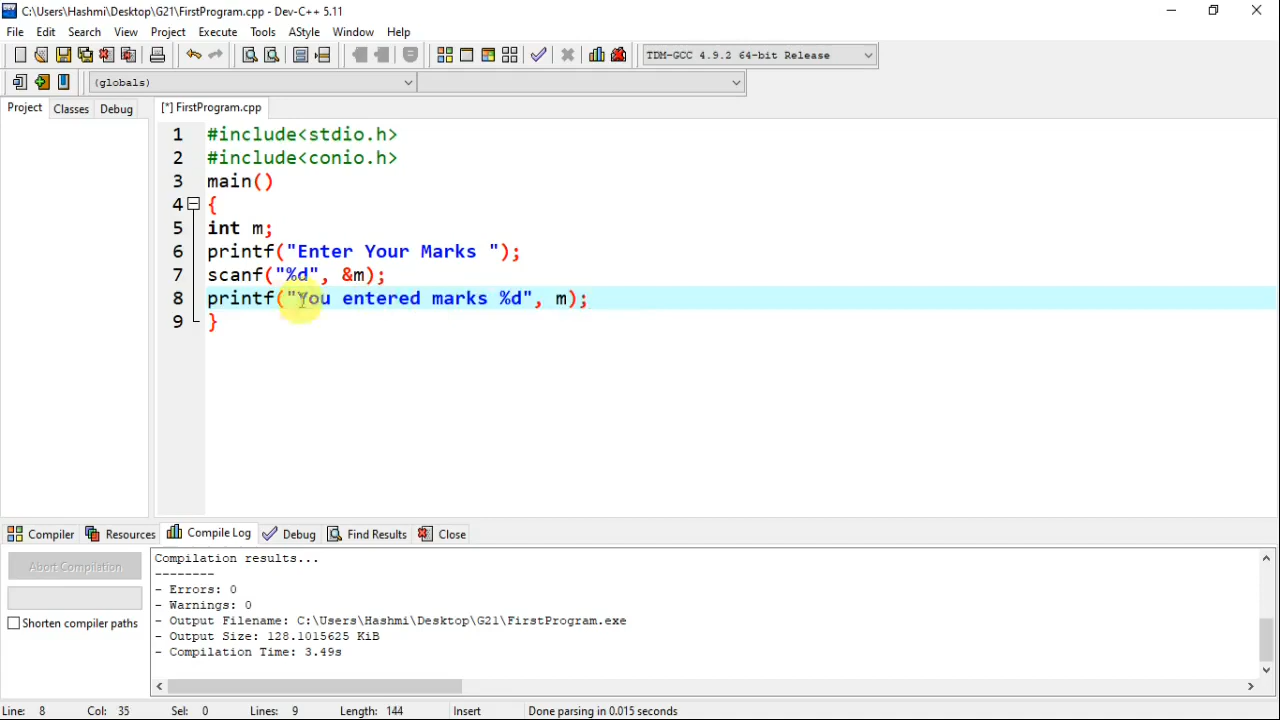 C:\Users\Hashmi\Desktop\G21\FirstProgram.cpp - Dev-C++ 5.11
File Edit Search View Project Execute Tools AStyle Window Help
TDM-GCC 4.9.2 64-bit Release
(globals)
Project Classes Debug [*] FirstProgram.cpp
1 #include<stdio.h>
2 #include<conio.h>
3 main()
4 {
5 int m;
6 printf("Enter Your Marks ");
7 scanf("%d", &m);
8 printf("You entered marks %d", m);
9 }
Compiler Resources Compile Log Debug Find Results Close
Abort Compilation
Shorten compiler paths
Compilation results...
--------
- Errors: 0
- Warnings: 0
- Output Filename: C:\Users\Hashmi\Desktop\G21\FirstProgram.exe
- Output Size: 128.1015625 KiB
- Compilation Time: 3.49s
Line: 8 Col: 35 Sel: 0 Lines: 9 Length: 144 Insert Done parsing in 0.015 seconds